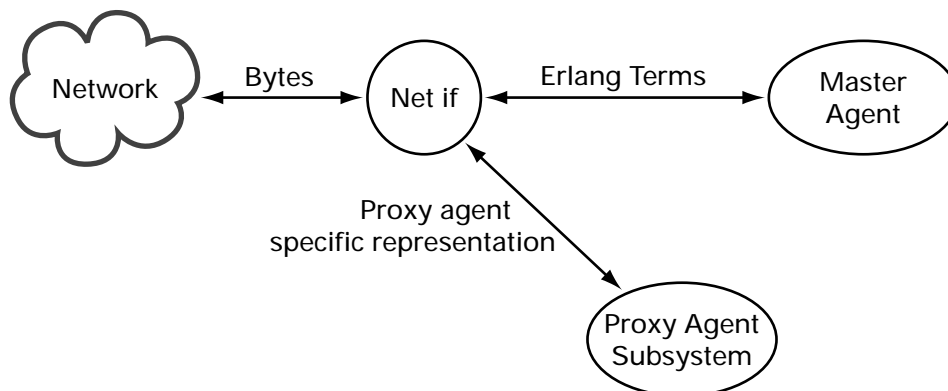 Network
Bytes
Net if
Erlang Terms
Master
Agent
Proxy agent
specific representation
Proxy Agent
Subsystem